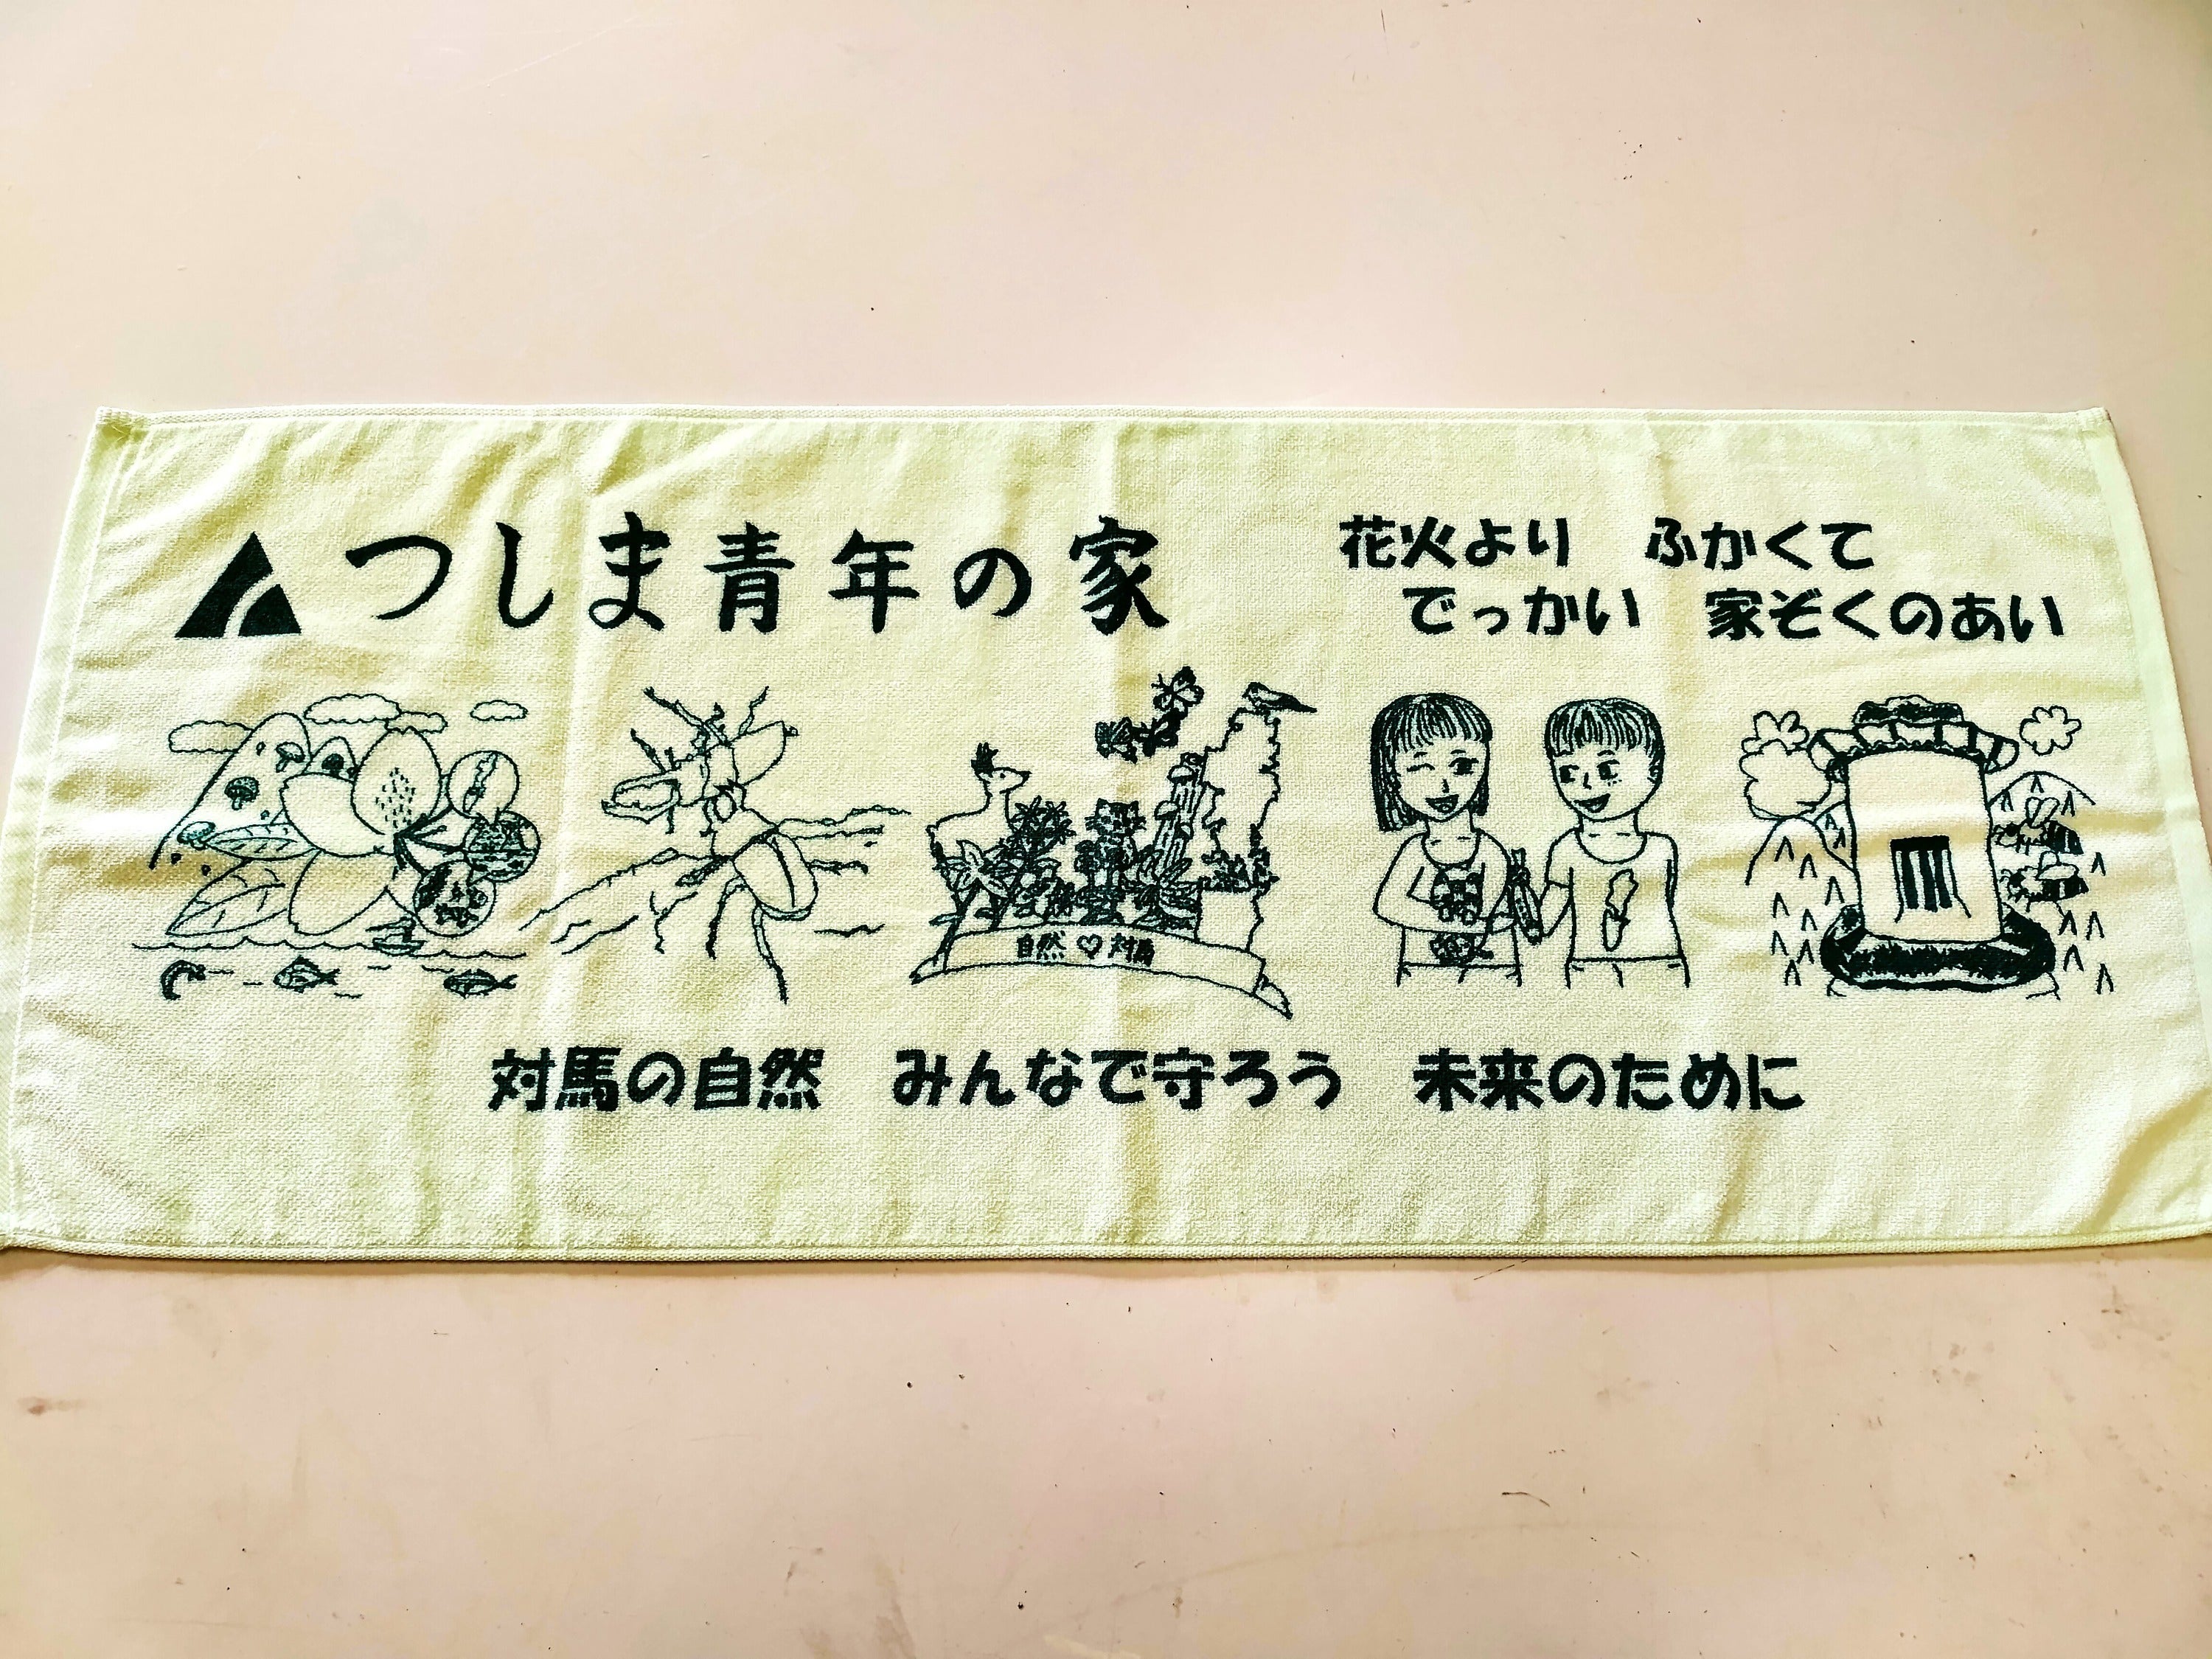 つしま青年の家
花火より　ふかくて
でっかい　家ぞくのあい
自然♡対馬
対馬の自然　みんなで守ろう　未来のために